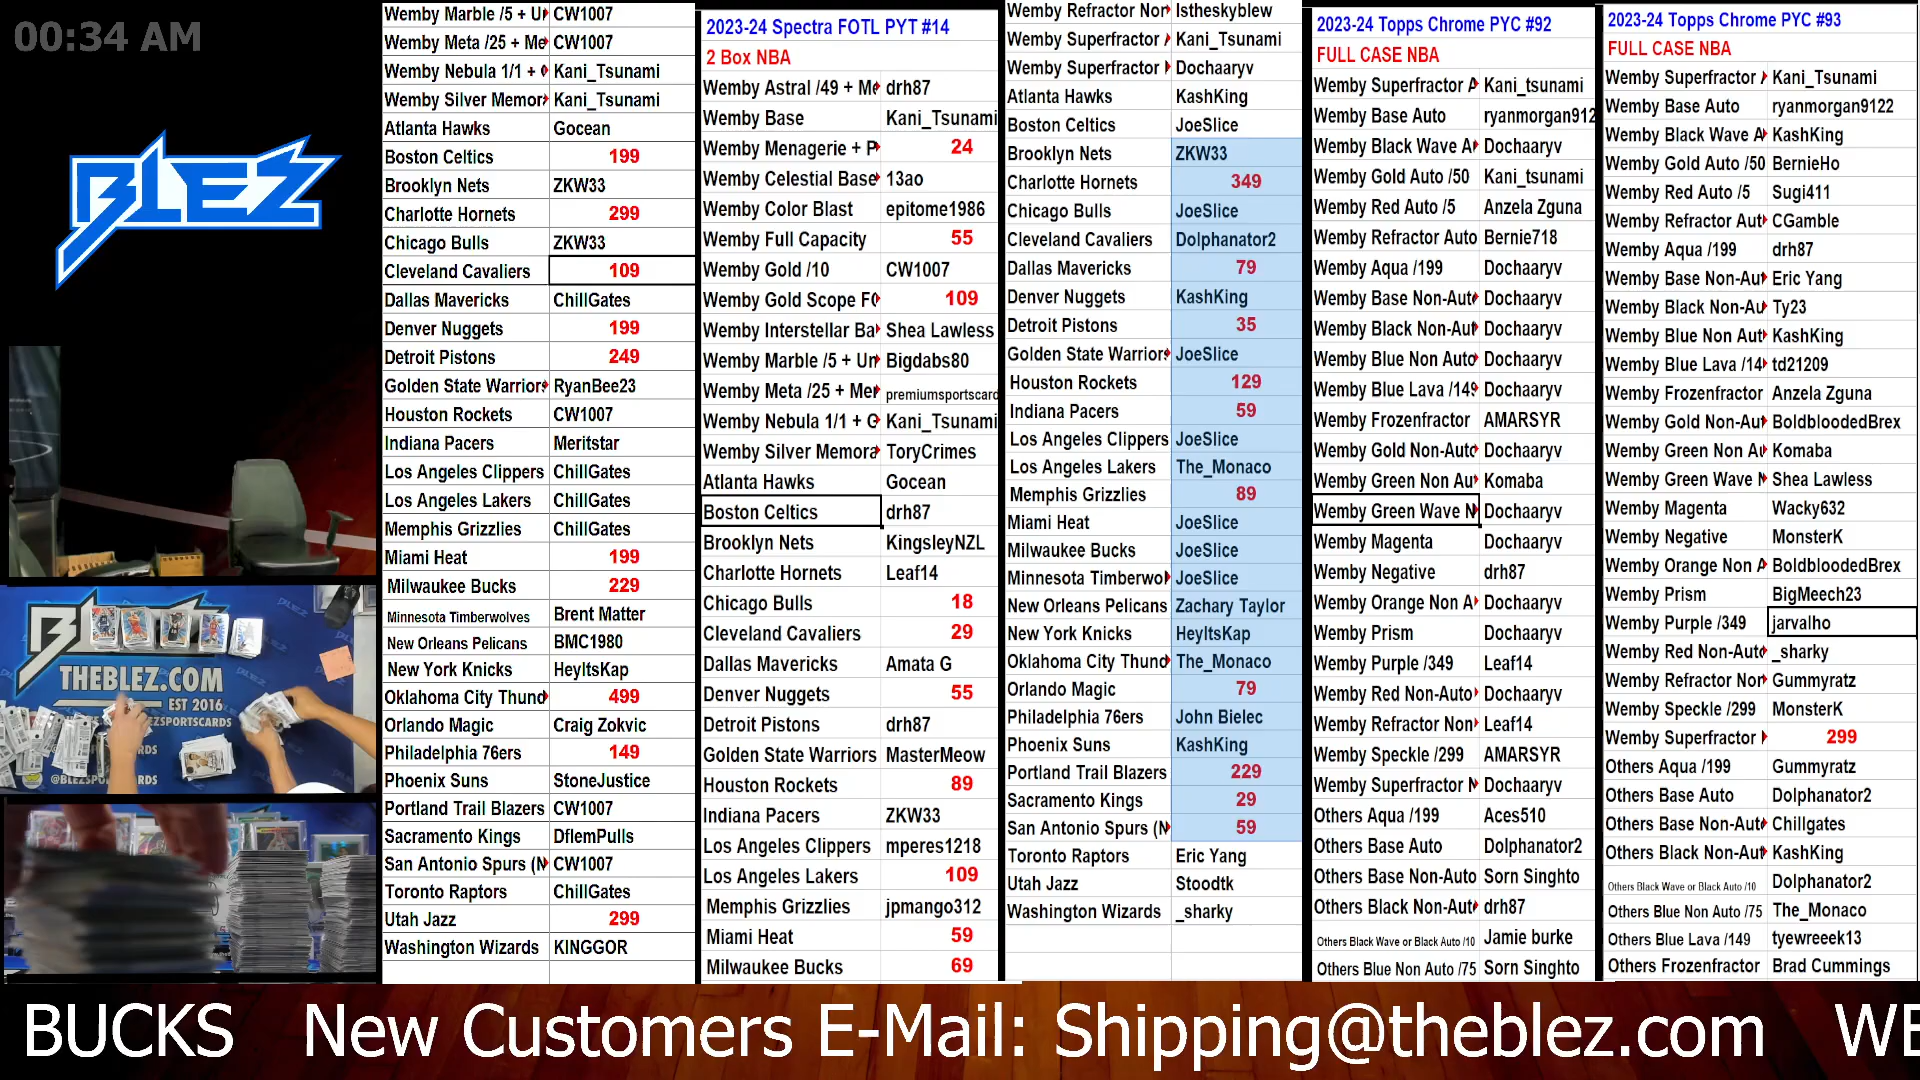 00:34 AM
BLEZ
THEBLEZ.COM
EST 2016
Wemby Marble /5 + Ur CW1007
Wemby Meta /25 + Me CW1007
Wemby Nebula 1/1 + Kani_Tsunami
Wemby Silver Memor Kani_Tsunami
Atlanta Hawks Gocean
Boston Celtics 199
Brooklyn Nets ZKW33
Charlotte Hornets 299
Chicago Bulls ZKW33
Cleveland Cavaliers 109
Dallas Mavericks ChillGates
Denver Nuggets 199
Detroit Pistons 249
Golden State Warrior RyanBee23
Houston Rockets CW1007
Indiana Pacers Meritstar
Los Angeles Clippers ChillGates
Los Angeles Lakers ChillGates
Memphis Grizzlies ChillGates
Miami Heat 199
Milwaukee Bucks 229
Minnesota Timberwolves Brent Matter
New Orleans Pelicans BMC1980
New York Knicks HeyItsKap
Oklahoma City Thund 499
Orlando Magic Craig Zokvic
Philadelphia 76ers 149
Phoenix Suns StoneJustice
Portland Trail Blazers CW1007
Sacramento Kings DflemPulls
San Antonio Spurs (N CW1007
Toronto Raptors ChillGates
Utah Jazz 299
Washington Wizards KINGGOR
2023-24 Spectra FOTL PYT #14
2 Box NBA
Wemby Astral /49 + Me drh87
Wemby Base Kani_Tsunami
Wemby Menagerie + P 24
Wemby Celestial Base 13ao
Wemby Color Blast epitome1986
Wemby Full Capacity 55
Wemby Gold /10 CW1007
Wemby Gold Scope FO 109
Wemby Interstellar Ba Shea Lawless
Wemby Marble /5 + Ur Bigdabs80
Wemby Meta /25 + Mer premiumsportscard
Wemby Nebula 1/1 + G Kani_Tsunami
Wemby Silver Memora ToryCrimes
Atlanta Hawks Gocean
Boston Celtics drh87
Brooklyn Nets KingsleyNZL
Charlotte Hornets Leaf14
Chicago Bulls 18
Cleveland Cavaliers 29
Dallas Mavericks Amata G
Denver Nuggets 55
Detroit Pistons drh87
Golden State Warriors MasterMeow
Houston Rockets 89
Indiana Pacers ZKW33
Los Angeles Clippers mperes1218
Los Angeles Lakers 109
Memphis Grizzlies jpmango312
Miami Heat 59
Milwaukee Bucks 69
Wemby Refractor Nor Istheskyblew
Wemby Superfractor A Kani_Tsunami
Wemby Superfractor Dochaaryv
Atlanta Hawks KashKing
Boston Celtics JoeSlice
Brooklyn Nets ZKW33
Charlotte Hornets 349
Chicago Bulls JoeSlice
Cleveland Cavaliers Dolphanator2
Dallas Mavericks 79
Denver Nuggets KashKing
Detroit Pistons 35
Golden State Warriors JoeSlice
Houston Rockets 129
Indiana Pacers 59
Los Angeles Clippers JoeSlice
Los Angeles Lakers The_Monaco
Memphis Grizzlies 89
Miami Heat JoeSlice
Milwaukee Bucks JoeSlice
Minnesota Timberwol JoeSlice
New Orleans Pelicans Zachary Taylor
New York Knicks HeyItsKap
Oklahoma City Thund The_Monaco
Orlando Magic 79
Philadelphia 76ers John Bielec
Phoenix Suns KashKing
Portland Trail Blazers 229
Sacramento Kings 29
San Antonio Spurs (N 59
Toronto Raptors Eric Yang
Utah Jazz Stoodtk
Washington Wizards _sharky
2023-24 Topps Chrome PYC #92
FULL CASE NBA
Wemby Superfractor A Kani_tsunami
Wemby Base Auto ryanmorgan912
Wemby Black Wave A Dochaaryv
Wemby Gold Auto /50 Kani_tsunami
Wemby Red Auto /5 Anzela Zguna
Wemby Refractor Auto Bernie718
Wemby Aqua /199 Dochaaryv
Wemby Base Non-Aut Dochaaryv
Wemby Black Non-Aut Dochaaryv
Wemby Blue Non Auto Dochaaryv
Wemby Blue Lava /149 Dochaaryv
Wemby Frozenfractor AMARSYR
Wemby Gold Non-Auto Dochaaryv
Wemby Green Non Au Komaba
Wemby Green Wave N Dochaaryv
Wemby Magenta Dochaaryv
Wemby Negative drh87
Wemby Orange Non A Dochaaryv
Wemby Prism Dochaaryv
Wemby Purple /349 Leaf14
Wemby Red Non-Auto Dochaaryv
Wemby Refractor Non Leaf14
Wemby Speckle /299 AMARSYR
Wemby Superfractor N Dochaaryv
Others Aqua /199 Aces510
Others Base Auto Dolphanator2
Others Base Non-Auto Sorn Singhto
Others Black Non-Aut drh87
Others Black Wave or Black Auto /10 Jamie burke
Others Blue Non Auto /75 Sorn Singhto
2023-24 Topps Chrome PYC #93
FULL CASE NBA
Wemby Superfractor A Kani_Tsunami
Wemby Base Auto ryanmorgan9122
Wemby Black Wave A KashKing
Wemby Gold Auto /50 BernieHo
Wemby Red Auto /5 Sugi411
Wemby Refractor Aut CGamble
Wemby Aqua /199 drh87
Wemby Base Non-Aut Eric Yang
Wemby Black Non-Au Ty23
Wemby Blue Non Aut KashKing
Wemby Blue Lava /14 td21209
Wemby Frozenfractor Anzela Zguna
Wemby Gold Non-Aut BoldbloodedBrex
Wemby Green Non Au Komaba
Wemby Green Wave N Shea Lawless
Wemby Magenta Wacky632
Wemby Negative MonsterK
Wemby Orange Non A BoldbloodedBrex
Wemby Prism BigMeech23
Wemby Purple /349 jarvalho
Wemby Red Non-Auto _sharky
Wemby Refractor Nor Gummyratz
Wemby Speckle /299 MonsterK
Wemby Superfractor 299
Others Aqua /199 Gummyratz
Others Base Auto Dolphanator2
Others Base Non-Aut Chillgates
Others Black Non-Aut KashKing
Others Black Wave or Black Auto /10 Dolphanator2
Others Blue Non Auto /75 The_Monaco
Others Blue Lava /149 tyewreeek13
Others Frozenfractor Brad Cummings
BUCKS New Customers E-Mail: Shipping@theblez.com WE